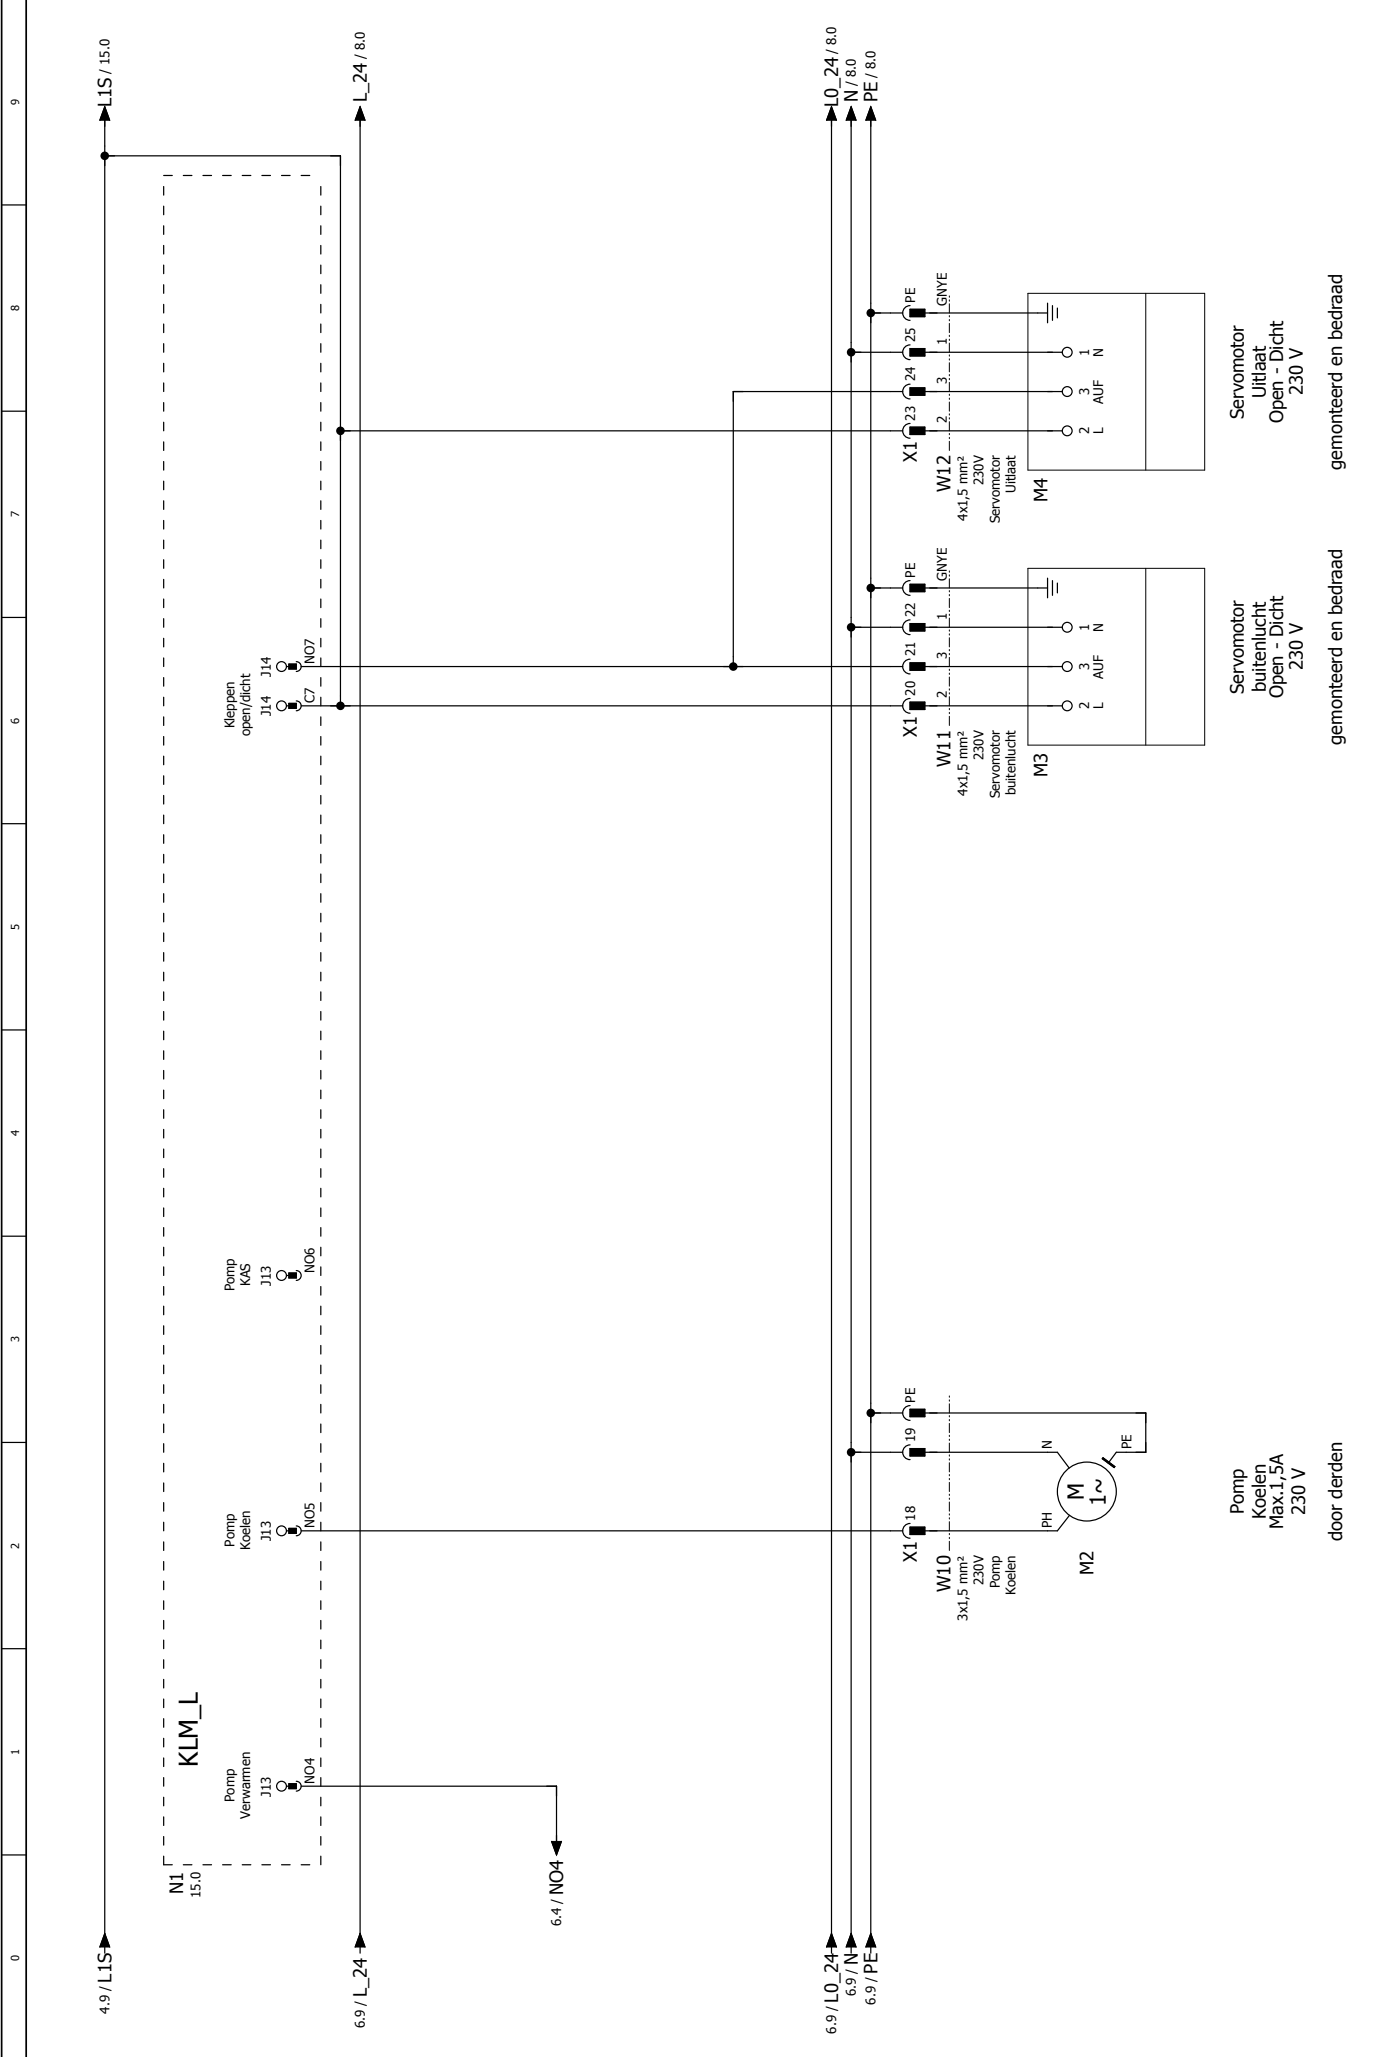 0
1
2
3
4
5
6
7
8
9
4.9 / L1S
L1S / 15.0
N1
15.0
KLM_L
Pomp
Verwarmen
J13
NO4
Pomp
Koelen
J13
NO5
Pomp
KAS
J13
NO6
Kleppen
open/dicht
J14
C7
J14
NO7
6.9 / L_24
L_24 / 8.0
6.4 / NO4
6.9 / L0_24
L0_24 / 8.0
6.9 / N
N / 8.0
6.9 / PE
PE / 8.0
X1
18
19
PE
W10
3x1,5 mm²
230V
Pomp
Koelen
PH
N
M
1~
PE
M2
Pomp
Koelen
Max.1,5A
230 V
door derden
X1
20
21
22
PE
W11
2
3
1
GNYE
4x1,5 mm²
230V
Servomotor
buitenlucht
M3
2
3
1
L
AUF
N
Servomotor
buitenlucht
Open - Dicht
230 V
gemonteerd en bedraad
X1
23
24
25
PE
W12
2
3
1
GNYE
4x1,5 mm²
230V
Servomotor
Uitlaat
M4
2
3
1
L
AUF
N
Servomotor
Uitlaat
Open - Dicht
230 V
gemonteerd en bedraad